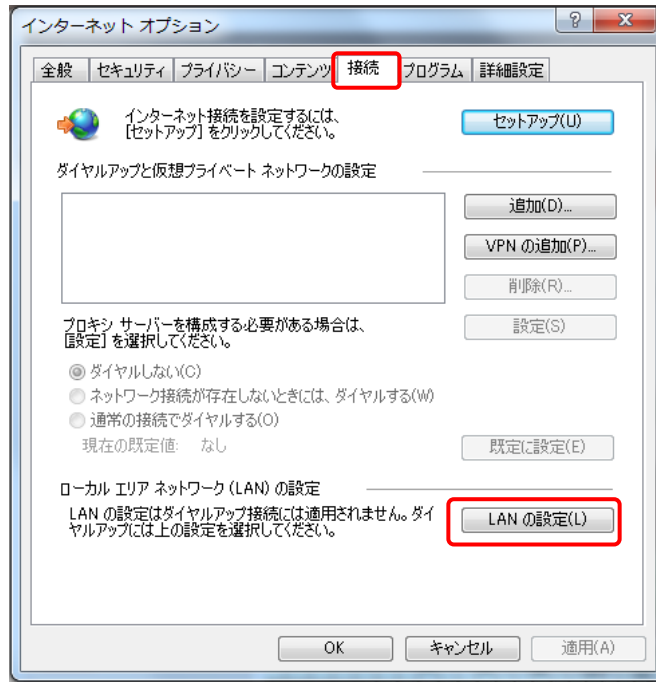 インターネット オプション
全般 セキュリティ プライバシー コンテンツ 接続 プログラム 詳細設定
インターネット接続を設定するには、
[セットアップ] をクリックしてください。
セットアップ(U)
ダイヤルアップと仮想プライベート ネットワークの設定
追加(D)...
VPN の追加(P)...
削除(R)...
プロキシ サーバーを構成する必要がある場合は、
[設定] を選択してください。
設定(S)
ダイヤルしない(C)
ネットワーク接続が存在しないときには、ダイヤルする(W)
通常の接続でダイヤルする(O)
現在の既定値: なし
既定に設定(E)
ローカル エリア ネットワーク (LAN) の設定
LAN の設定はダイヤルアップ接続には適用されません。ダイ
ヤルアップには上の設定を選択してください。
LAN の設定(L)
OK キャンセル 適用(A)